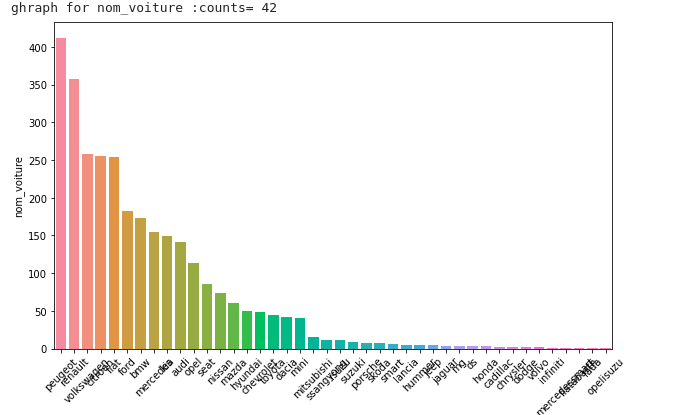 ghraph for nom_voiture :counts= 42
400
350
300
250
200
150
100
50
0
nom_voiture
peugeot
renault
volkswagen
citroen
fiat
ford
bmw
mercedes
kia
audi
opel
seat
nissan
mazda
hyundai
chevrolet
toyota
dacia
mini
mitsubishi
ssangyong
isuzu
suzuki
porsche
skoda
smart
lancia
hummer
jeep
jaguar
mg
ds
honda
cadillac
chrysler
dodge
volvo
infiniti
opelisuzu